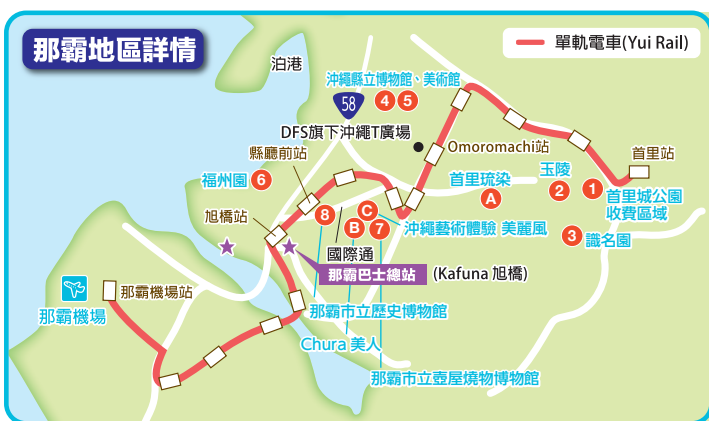 那霸地區詳情
單軌電車(Yui Rail)
泊港
沖繩縣立博物館、美術館
58
4
5
DFS旗下沖繩T廣場
Omoromachi站
縣廳前站
福州園
6
玉陵
首里站
首里琉染
A
2
1
首里城公園
收費區域
旭橋站
8
C
B
7
沖繩藝術體驗 美麗風
3
識名園
國際通
那霸巴士總站
(Kafuna 旭橋)
那霸機場站
那霸機場
那霸市立歷史博物館
Chura 美人
那霸市立壺屋燒物博物館